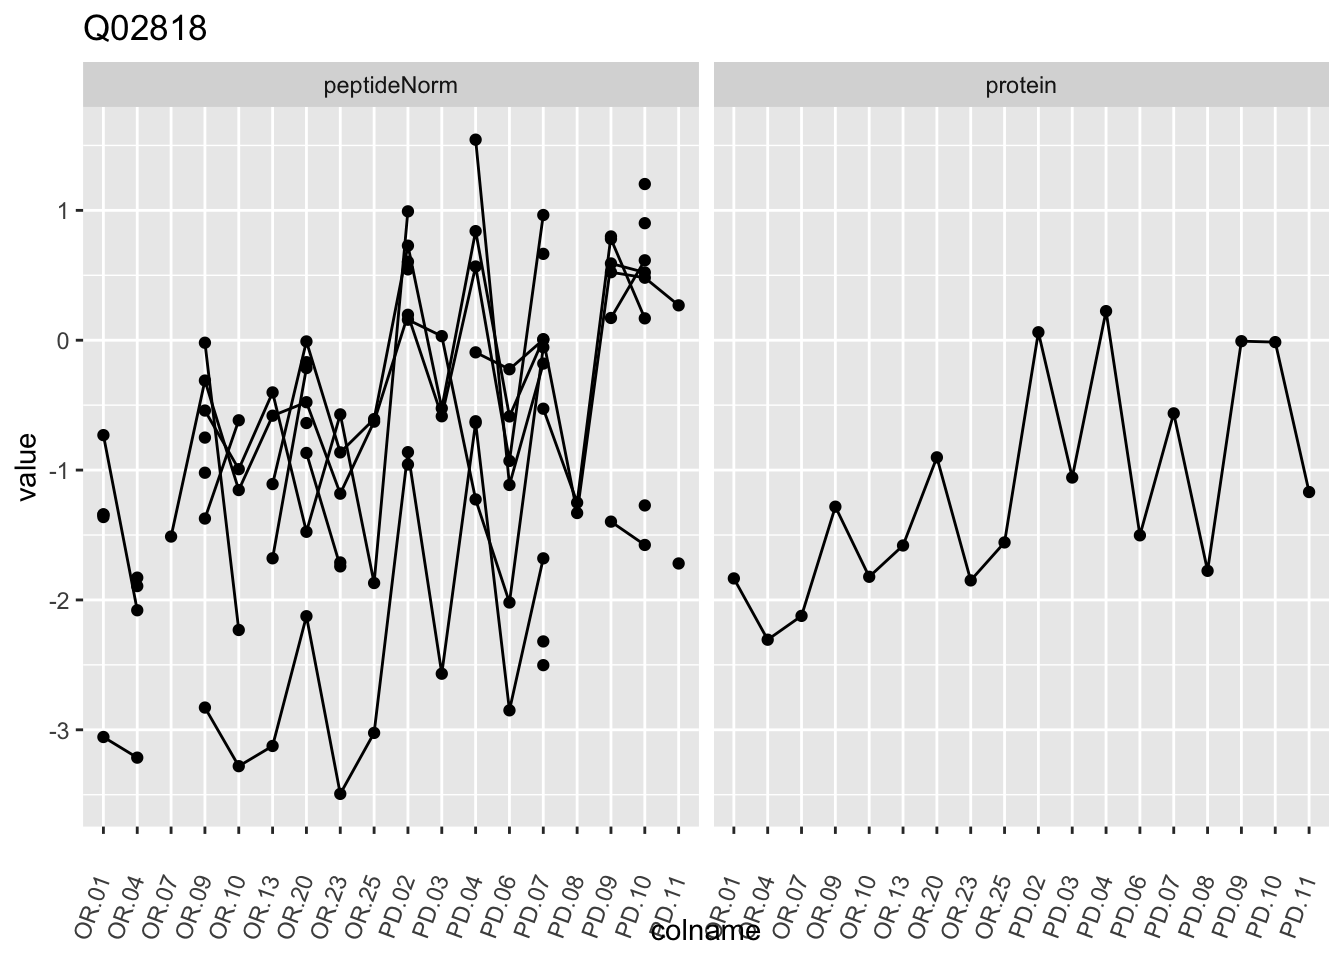 Q02818
peptideNorm
protein
1
0
-1
-2
-3
value
OR.01
OR.04
OR.07
OR.09
OR.10
OR.13
OR.20
OR.23
OR.25
PD.02
PD.03
PD.04
PD.06
PD.07
PD.08
PD.09
PD.10
PD.11
OR.01
OR.04
OR.07
OR.09
OR.10
OR.13
OR.20
OR.23
OR.25
PD.02
PD.03
PD.04
PD.06
PD.07
PD.08
PD.09
PD.10
PD.11
colname